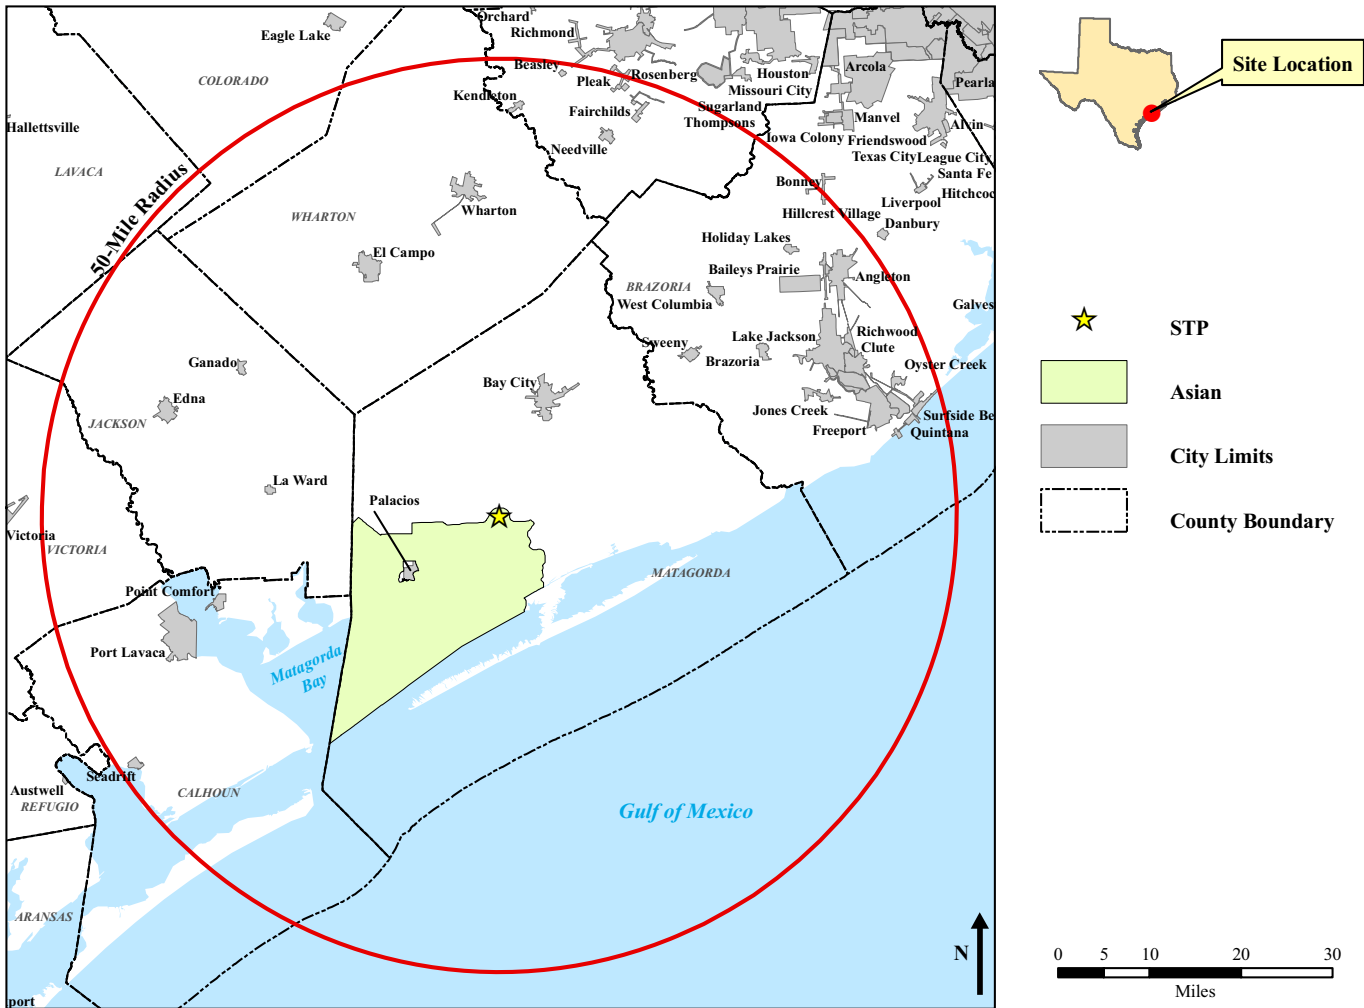 Orchard
Richmond
Eagle Lake
COLORADO
Beasley
Pleak
Rosenberg
Houston
Arcola
Missouri City
Pearla
Kendleton
Fairchilds
Sugarland
Thompsons
Manvel
Alvin
Hallettsville
Iowa Colony
Friendswood
Needville
Texas City
League City
LAVACA
Santa Fe
Bonney
Hitchcoc
Liverpool
50-Mile Radius
WHARTON
Wharton
Hillcrest Village
Danbury
Holiday Lakes
El Campo
Baileys Prairie
Angleton
BRAZORIA
West Columbia
Galves
Lake Jackson
Richwood
Clute
Sweeny
Brazoria
Oyster Creek
Ganado
Bay City
Edna
Jones Creek
Surfside Be
JACKSON
Freeport
Quintana
La Ward
Palacios
Victoria
VICTORIA
MATAGORDA
Point Comfort
Port Lavaca
Matagorda
Bay
Seadrift
Austwell
REFUGIO
CALHOUN
Gulf of Mexico
ARANSAS
port
N
Site Location
STP
Asian
City Limits
County Boundary
0 5 10 20 30
Miles